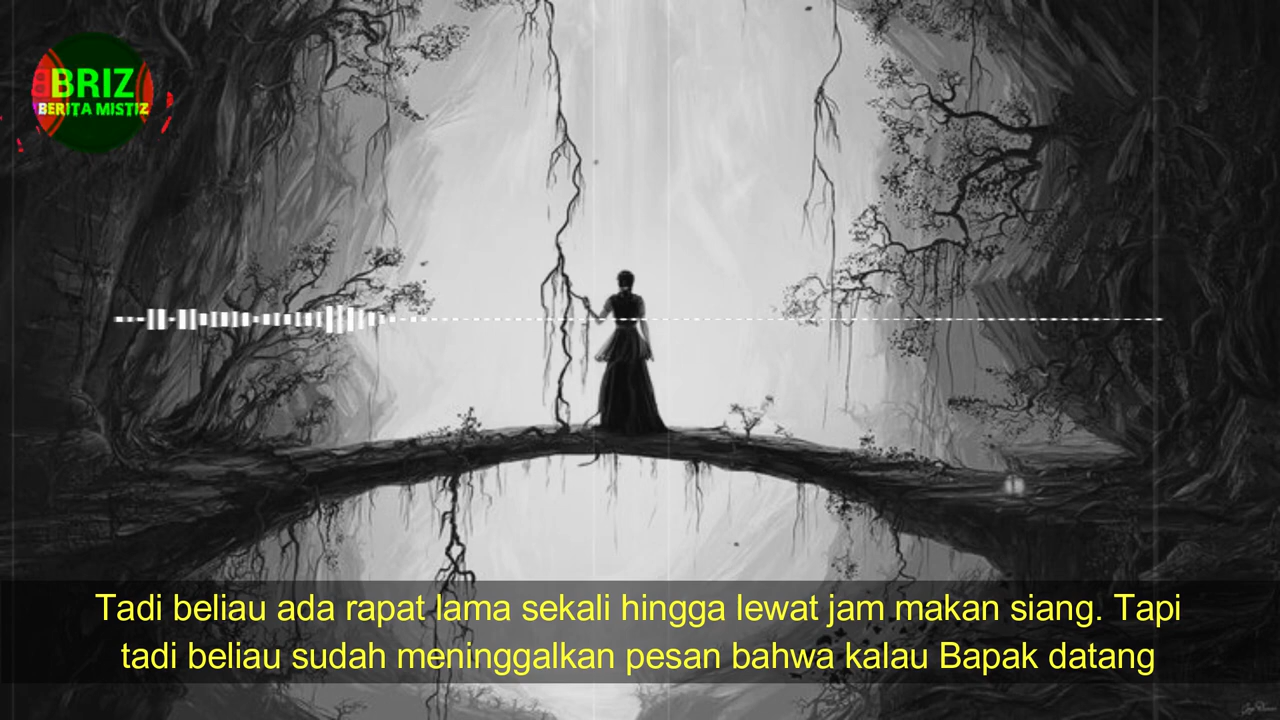 BRIZ
BERITA MISTIZ
Tadi beliau ada rapat lama sekali hingga lewat jam makan siang. Tapi
tadi beliau sudah meninggalkan pesan bahwa kalau Bapak datang